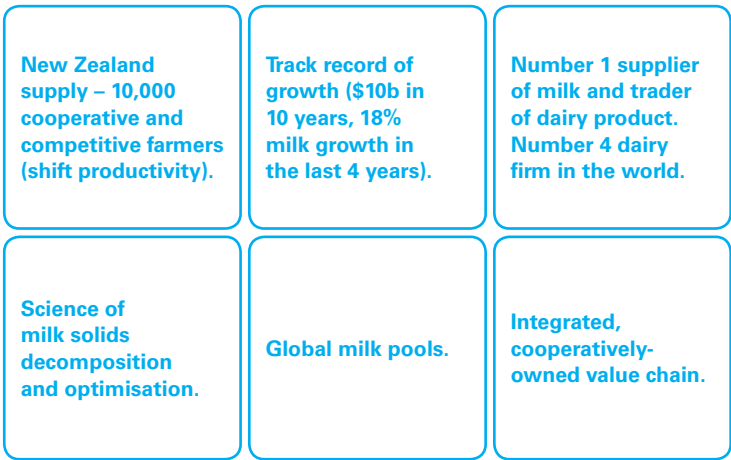 New Zealand
supply – 10,000
cooperative and
competitive farmers
(shift productivity).
Track record of
growth ($10b in
10 years, 18%
milk growth in
the last 4 years).
Number 1 supplier
of milk and trader
of dairy product.
Number 4 dairy
firm in the world.
Science of
milk solids
decomposition
and optimisation.
Global milk pools.
Integrated,
cooperatively-
owned value chain.